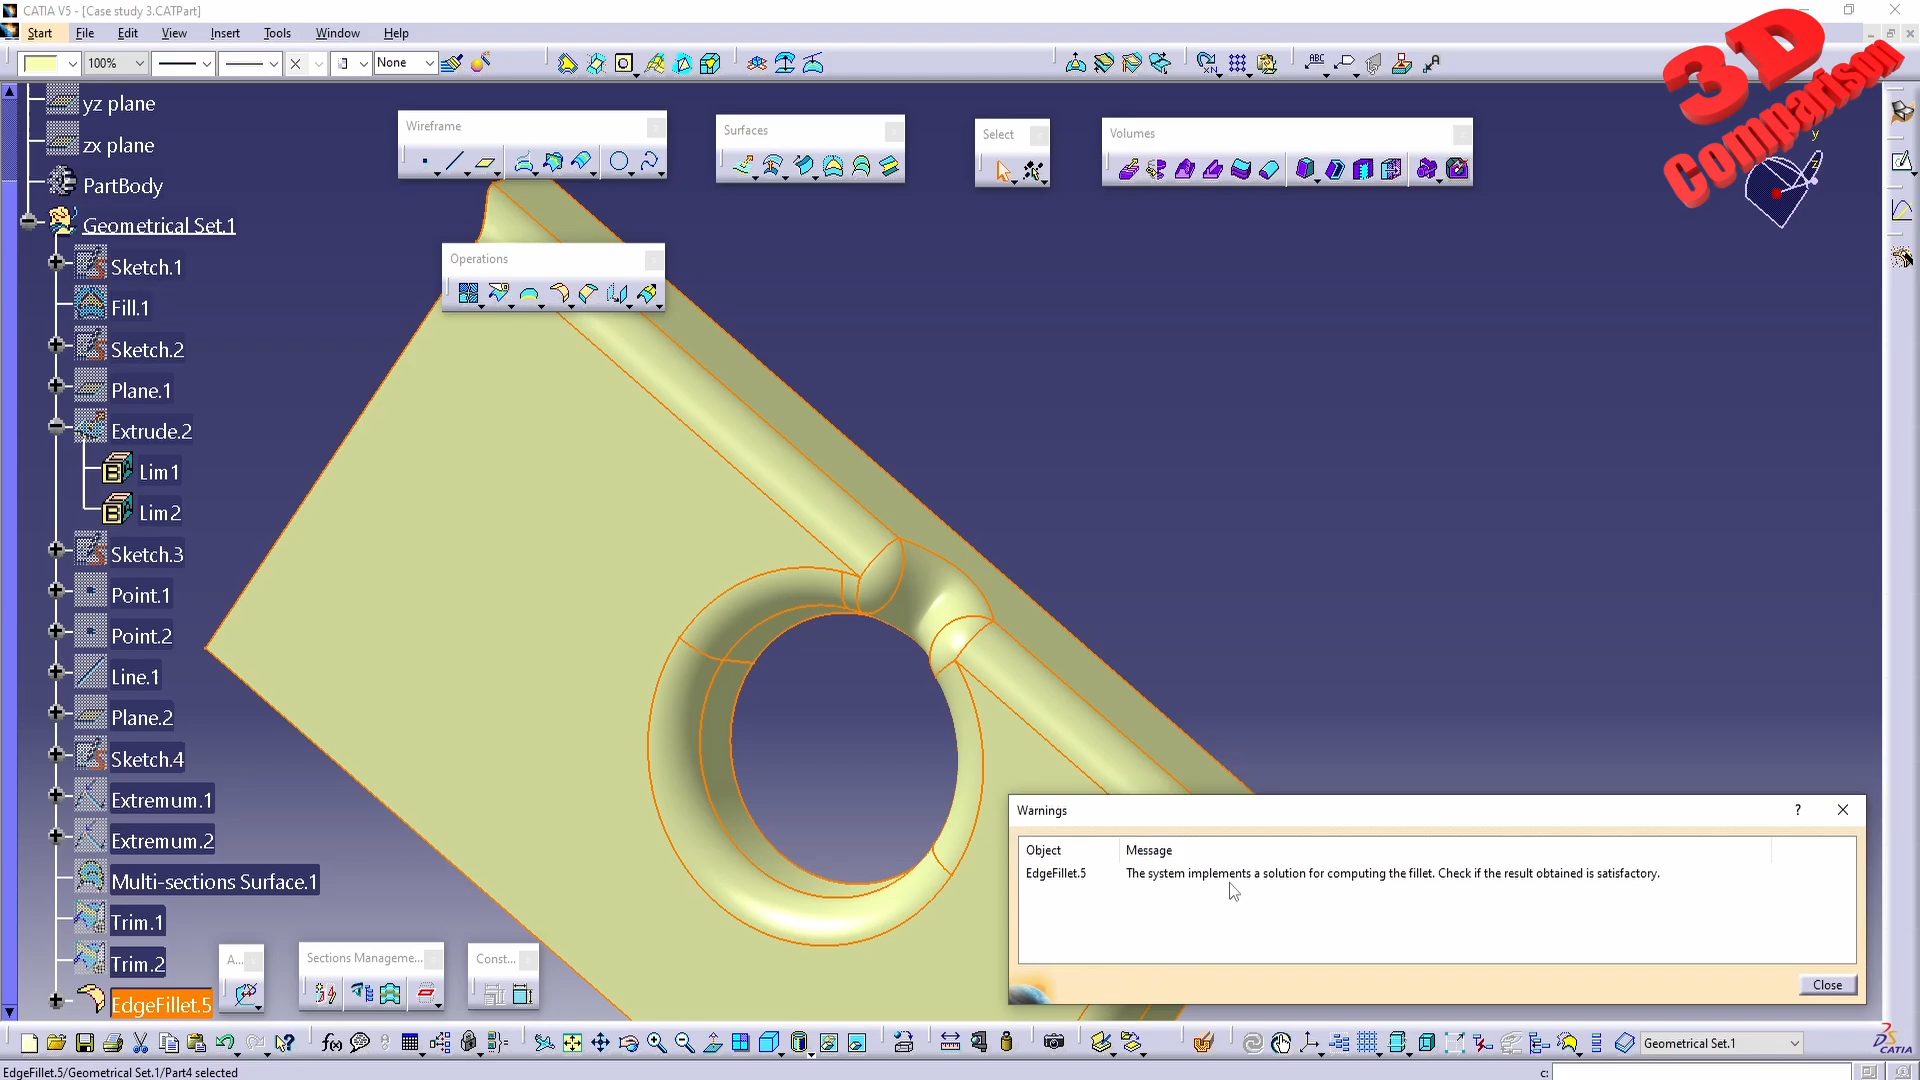 CATIA V5 - [Case study 3.CATPart]
Start File Edit View Insert Tools Window Help
100%
None
ABC
3D
Comparison
y
z
Wireframe
Surfaces
Select
Volumes
Operations
yz plane
zx plane
PartBody
Geometrical Set.1
Sketch.1
Fill.1
Sketch.2
Plane.1
Extrude.2
Lim1
Lim2
Sketch.3
Point.1
Point.2
Line.1
Plane.2
Sketch.4
Extremum.1
Extremum.2
Multi-sections Surface.1
Trim.1
Trim.2
EdgeFillet.5
A...
Sections Manageme...
Const...
Warnings
Object Message
EdgeFillet.5 The system implements a solution for computing the fillet. Check if the result obtained is satisfactory.
Close
f(x)
Geometrical Set.1
CATIA
EdgeFillet.5/Geometrical Set.1/Part4 selected
c: